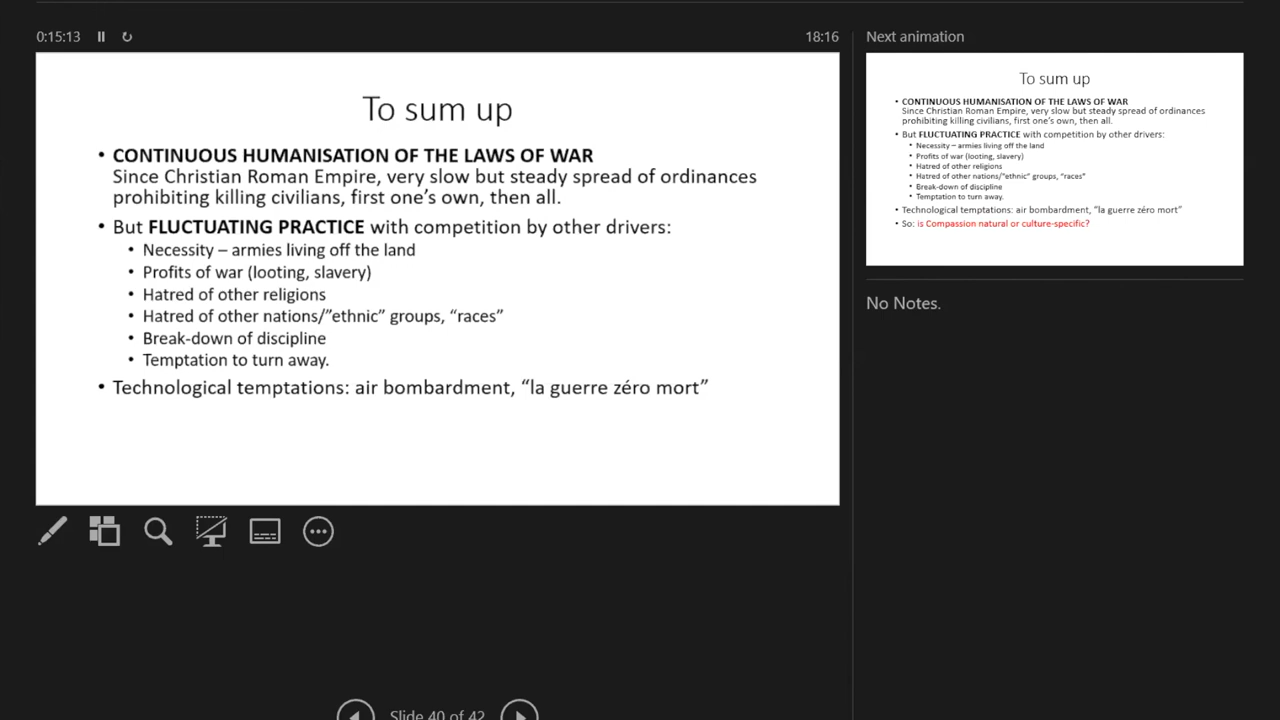 0:15:13
18:16
Next animation
To sum up
• CONTINUOUS HUMANISATION OF THE LAWS OF WAR
Since Christian Roman Empire, very slow but steady spread of ordinances
prohibiting killing civilians, first one's own, then all.
• But FLUCTUATING PRACTICE with competition by other drivers:
• Necessity – armies living off the land
• Profits of war (looting, slavery)
• Hatred of other religions
• Hatred of other nations/"ethnic" groups, "races"
• Break-down of discipline
• Temptation to turn away.
• Technological temptations: air bombardment, "la guerre zéro mort"
To sum up
• CONTINUOUS HUMANISATION OF THE LAWS OF WAR
Since Christian Roman Empire, very slow but steady spread of ordinances
prohibiting killing civilians, first one's own, then all.
• But FLUCTUATING PRACTICE with competition by other drivers:
• Necessity – armies living off the land
• Profits of war (looting, slavery)
• Hatred of other religions
• Hatred of other nations/"ethnic" groups, "races"
• Break-down of discipline
• Temptation to turn away.
• Technological temptations: air bombardment, "la guerre zéro mort"
• So: is Compassion natural or culture-specific?
No Notes.
Slide 40 of 42